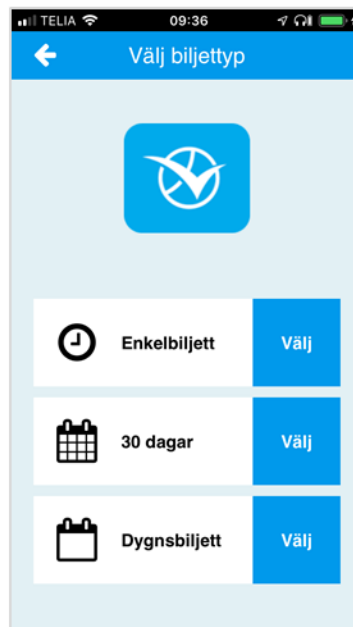 TELIA 09:36
Välj biljettyp
Enkelbiljett Välj
30 dagar Välj
Dygnsbiljett Välj